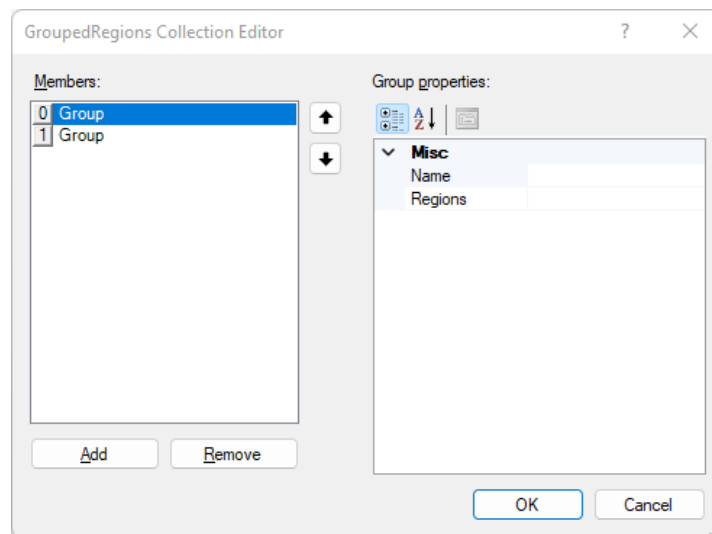 GroupedRegions Collection Editor
?
Members:
0 Group
1 Group
Add
Remove
Group properties:
A
Z
Misc
Name
Regions
OK
Cancel